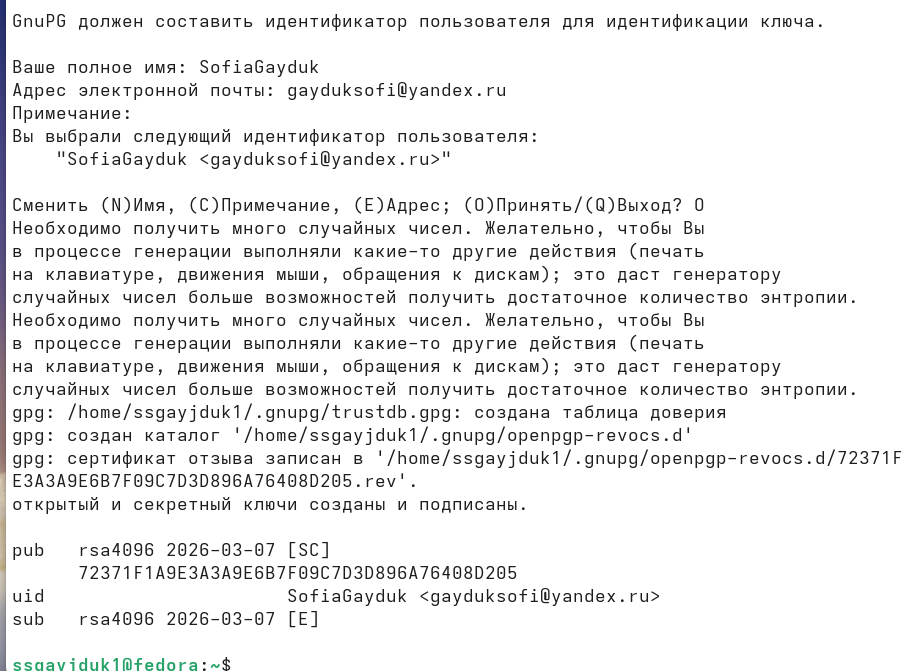 GnuPG должен составить идентификатор пользователя для идентификации ключа.
Ваше полное имя: SofiaGayduk
Адрес электронной почты: gayduksofi@yandex.ru
Примечание:
Вы выбрали следующий идентификатор пользователя:
"SofiaGayduk <gayduksofi@yandex.ru>"
Сменить (N)Имя, (C)Примечание, (E)Адрес; (O)Принять/(Q)Выход? O
Необходимо получить много случайных чисел. Желательно, чтобы Вы
в процессе генерации выполняли какие-то другие действия (печать
на клавиатуре, движения мыши, обращения к дискам); это даст генератору
случайных чисел больше возможностей получить достаточное количество энтропии.
Необходимо получить много случайных чисел. Желательно, чтобы Вы
в процессе генерации выполняли какие-то другие действия (печать
на клавиатуре, движения мыши, обращения к дискам); это даст генератору
случайных чисел больше возможностей получить достаточное количество энтропии.
gpg: /home/ssgayjduk1/.gnupg/trustdb.gpg: создана таблица доверия
gpg: создан каталог '/home/ssgayjduk1/.gnupg/openpgp-revocs.d'
gpg: сертификат отзыва записан в '/home/ssgayjduk1/.gnupg/openpgp-revocs.d/72371F
E3A3A9E6B7F09C7D3D896A76408D205.rev'.
открытый и секретный ключи созданы и подписаны.
pub   rsa4096 2026-03-07 [SC]
72371F1A9E3A3A9E6B7F09C7D3D896A76408D205
uid                      SofiaGayduk <gayduksofi@yandex.ru>
sub   rsa4096 2026-03-07 [E]
ssgayjduk1@fedora:~$